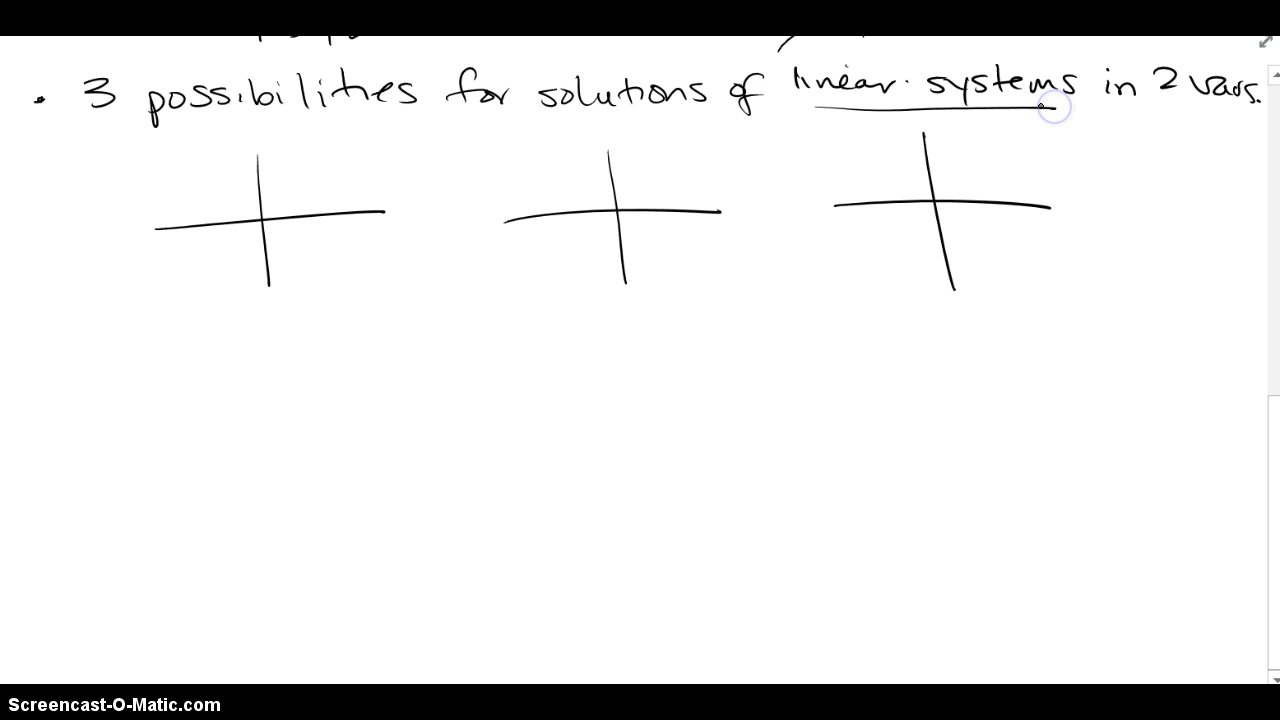 . 3 possibilities for solutions of linear systems in 2 vars.
Screencast-O-Matic.com